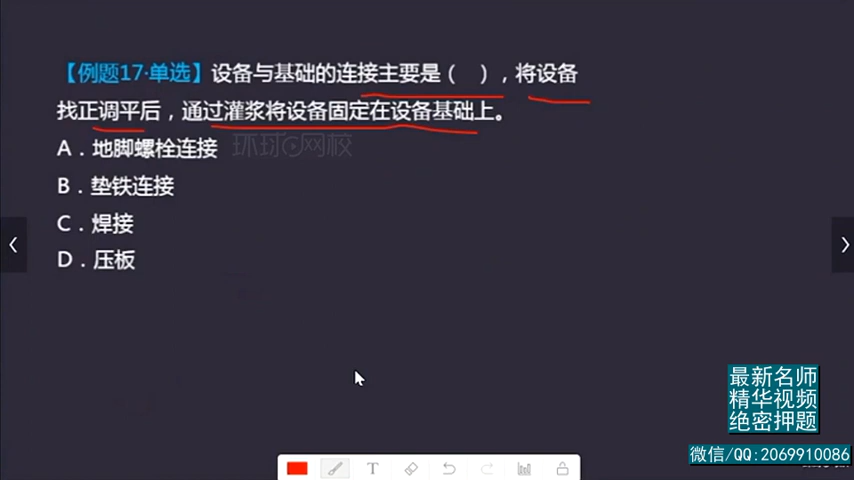 【例题17·单选】设备与基础的连接主要是（ ），将设备
找正调平后，通过灌浆将设备固定在设备基础上。
A．地脚螺栓连接
环球网校
B．垫铁连接
C．焊接
D．压板
最新名师
精华视频
绝密押题
微信/QQ:2069910086
T